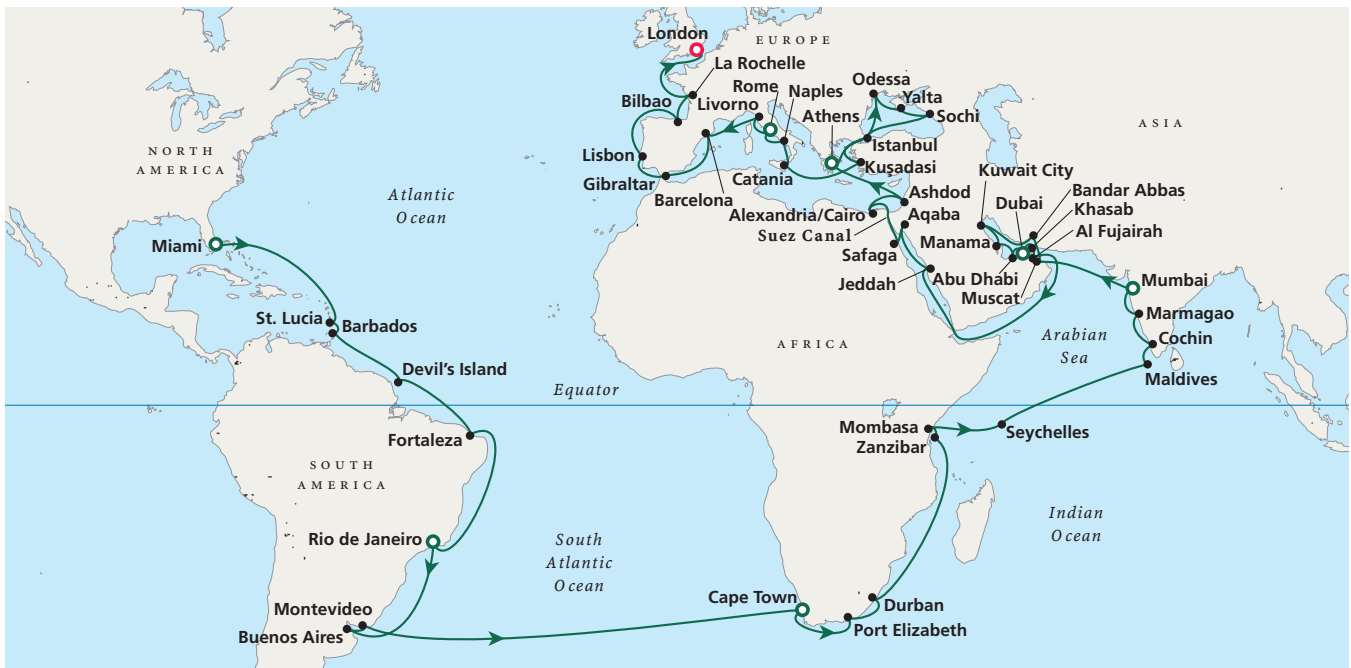 London
EUROPE
La Rochelle
Rome
Naples
Odessa
Yalta
Bilbao
Livorno
Athens
Sochi
ASIA
NORTH
AMERICA
Istanbul
Lisbon
Kuşadasi
Kuwait City
Gibraltar
Catania
Barcelona
Ashdod
Bandar Abbas
Dubai
Khasab
Atlantic
Ocean
Alexandria/Cairo
Aqaba
Al Fujairah
Suez Canal
Manama
Miami
Safaga
Abu Dhabi
Mumbai
Jeddah
Muscat
Marmagao
St. Lucia
Barbados
Arabian
Sea
Cochin
AFRICA
Devil's Island
Maldives
Equator
Fortaleza
Mombasa
Zanzibar
Seychelles
SOUTH
AMERICA
Indian
Ocean
Rio de Janeiro
South
Atlantic
Ocean
Cape Town
Durban
Montevideo
Buenos Aires
Port Elizabeth